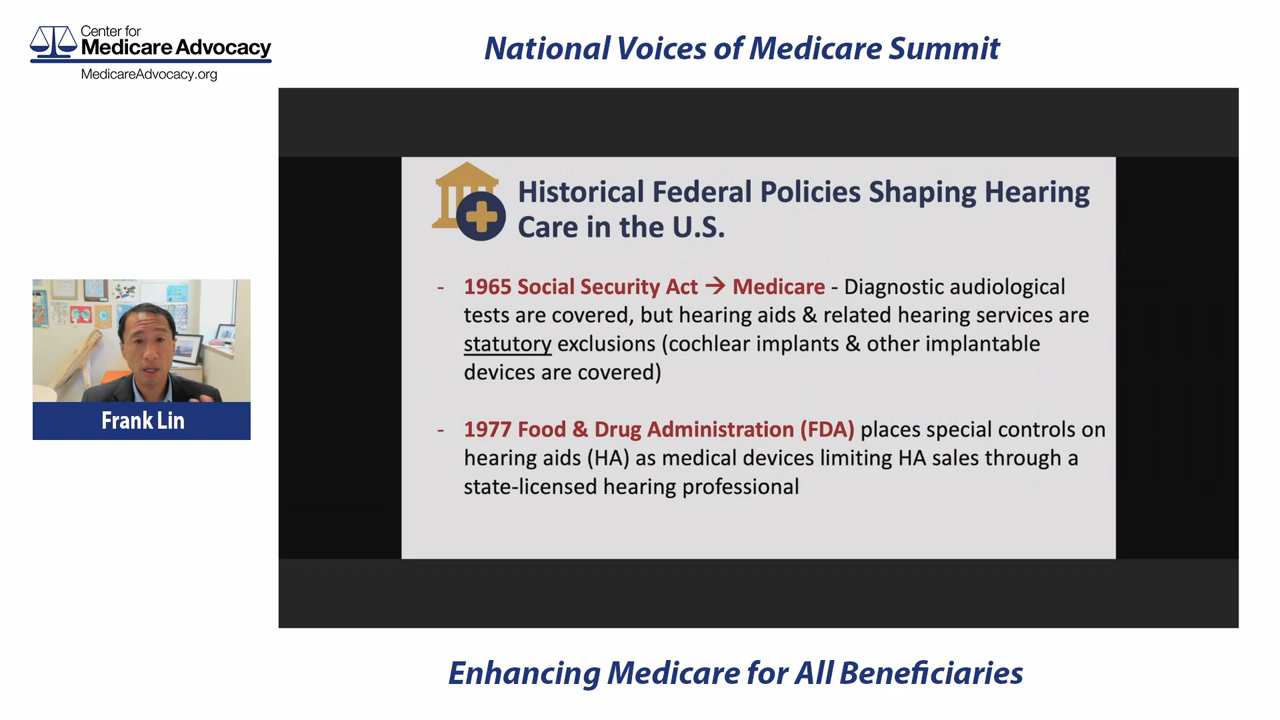 Center for
Medicare Advocacy
MedicareAdvocacy.org
National Voices of Medicare Summit
Historical Federal Policies Shaping Hearing
Care in the U.S.
- 1965 Social Security Act → Medicare - Diagnostic audiological
tests are covered, but hearing aids & related hearing services are
statutory exclusions (cochlear implants & other implantable
devices are covered)
- 1977 Food & Drug Administration (FDA) places special controls on
hearing aids (HA) as medical devices limiting HA sales through a
state-licensed hearing professional
Frank Lin
Enhancing Medicare for All Beneficiaries